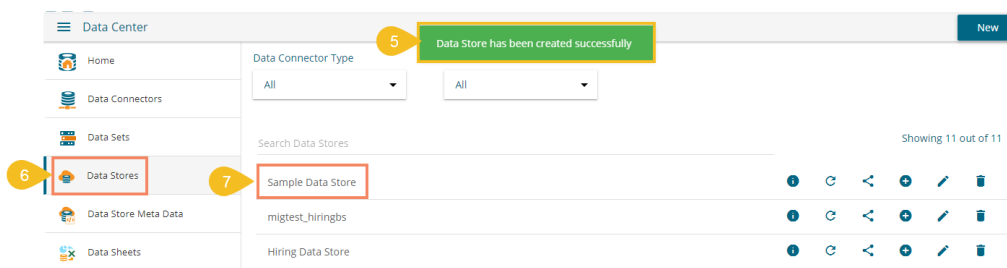 Data Center
New
5
Data Store has been created successfully
Home
Data Connector Type
All
All
Data Connectors
Data Sets
Search Data Stores
Showing 11 out of 11
6
Data Stores
7
Sample Data Store
Data Store Meta Data
migtest_hiringbs
Data Sheets
Hiring Data Store